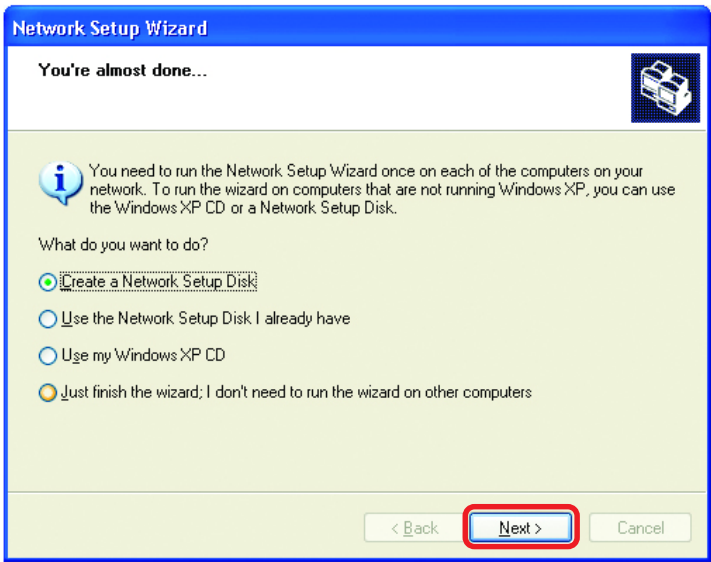 Network Setup Wizard
You're almost done...
You need to run the Network Setup Wizard once on each of the computers on your
network. To run the wizard on computers that are not running Windows XP, you can use
the Windows XP CD or a Network Setup Disk.
What do you want to do?
Create a Network Setup Disk
Use the Network Setup Disk I already have
Use my Windows XP CD
Just finish the wizard; I don't need to run the wizard on other computers
< Back Next > Cancel